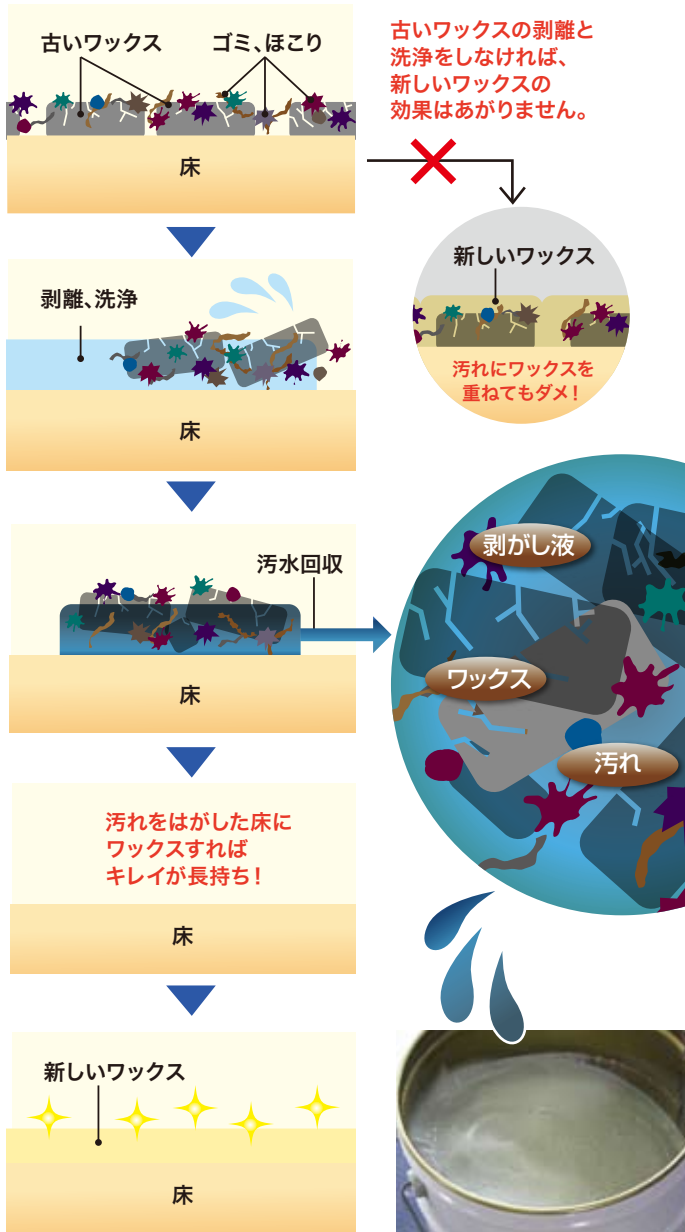 古いワックス
ゴミ、ほこり
床
古いワックスの剥離と
洗浄をしなければ、
新しいワックスの
効果はあがりません。
新しいワックス
汚れにワックスを
重ねてもダメ！
剥離、洗浄
床
汚水回収
床
剥がし液
ワックス
汚れ
汚れをはがした床に
ワックスすれば
キレイが長持ち！
床
新しいワックス
床